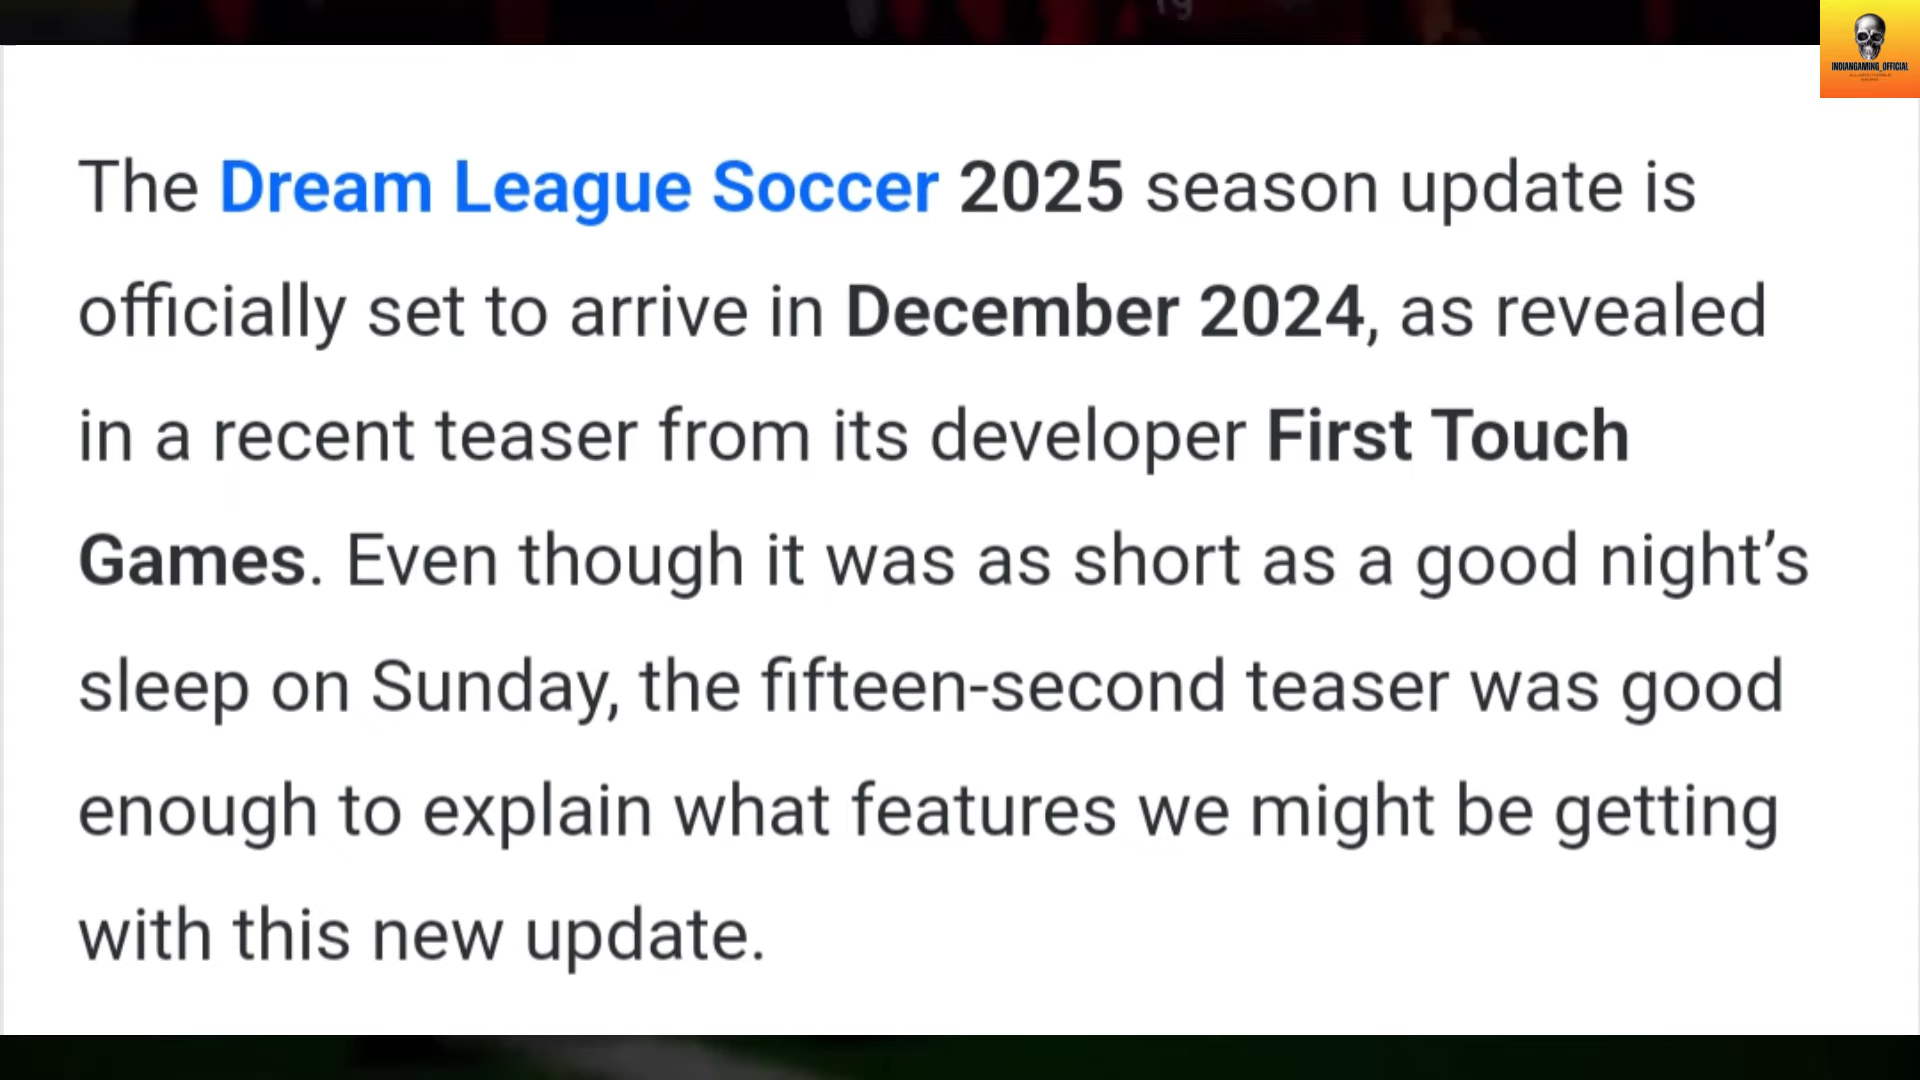 INDIANGAMING_OFFICIAL
The Dream League Soccer 2025 season update is
officially set to arrive in December 2024, as revealed
in a recent teaser from its developer First Touch
Games. Even though it was as short as a good night’s
sleep on Sunday, the fifteen-second teaser was good
enough to explain what features we might be getting
with this new update.